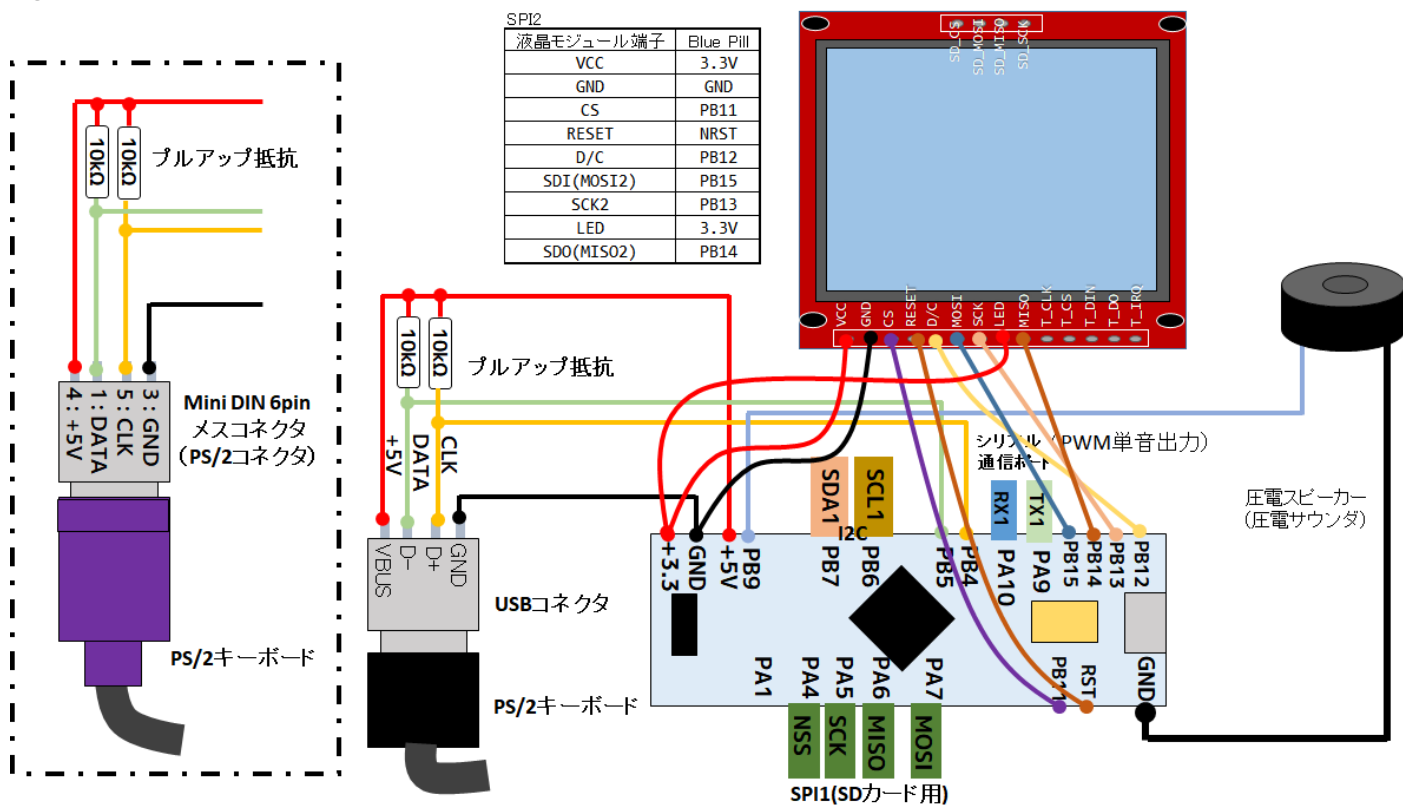 SPI2
液晶モジュール端子 Blue Pill
VCC 3.3V
GND GND
CS PB11
RESET NRST
D/C PB12
SDI(MOSI2) PB15
SCK2 PB13
LED 3.3V
SDO(MISO2) PB14
SD_CS
SD_MOSI
SD_MISO
SD_SCK
VCC
GND
CS
RESET
D/C
MOSI
SCK
LED
MISO
T_CLK
T_CS
T_DIN
T_DO
T_IRQ
10kΩ
10kΩ
プルアップ抵抗
4:+5V
1:DATA
5:CLK
3:GND
Mini DIN 6pin
メスコネクタ
(PS/2コネクタ)
PS/2キーボード
10kΩ
10kΩ
プルアップ抵抗
+5V
DATA
CLK
VBUS
D-
D+
GND
USBコネクタ
PS/2キーボード
シリアル
通信ポート
(PWM単音出力)
SDA1
SCL1
I2C
RX1
TX1
圧電スピーカー
(圧電サウンダ)
+3.3
GND
+5V
PB9
PB7
PB6
PB5
PB4
PA10
PA9
PB15
PB14
PB13
PB12
PA1
PA4
PA5
PA6
PA7
PB11
RST
GND
NSS
SCK
MISO
MOSI
SPI1(SDカード用)